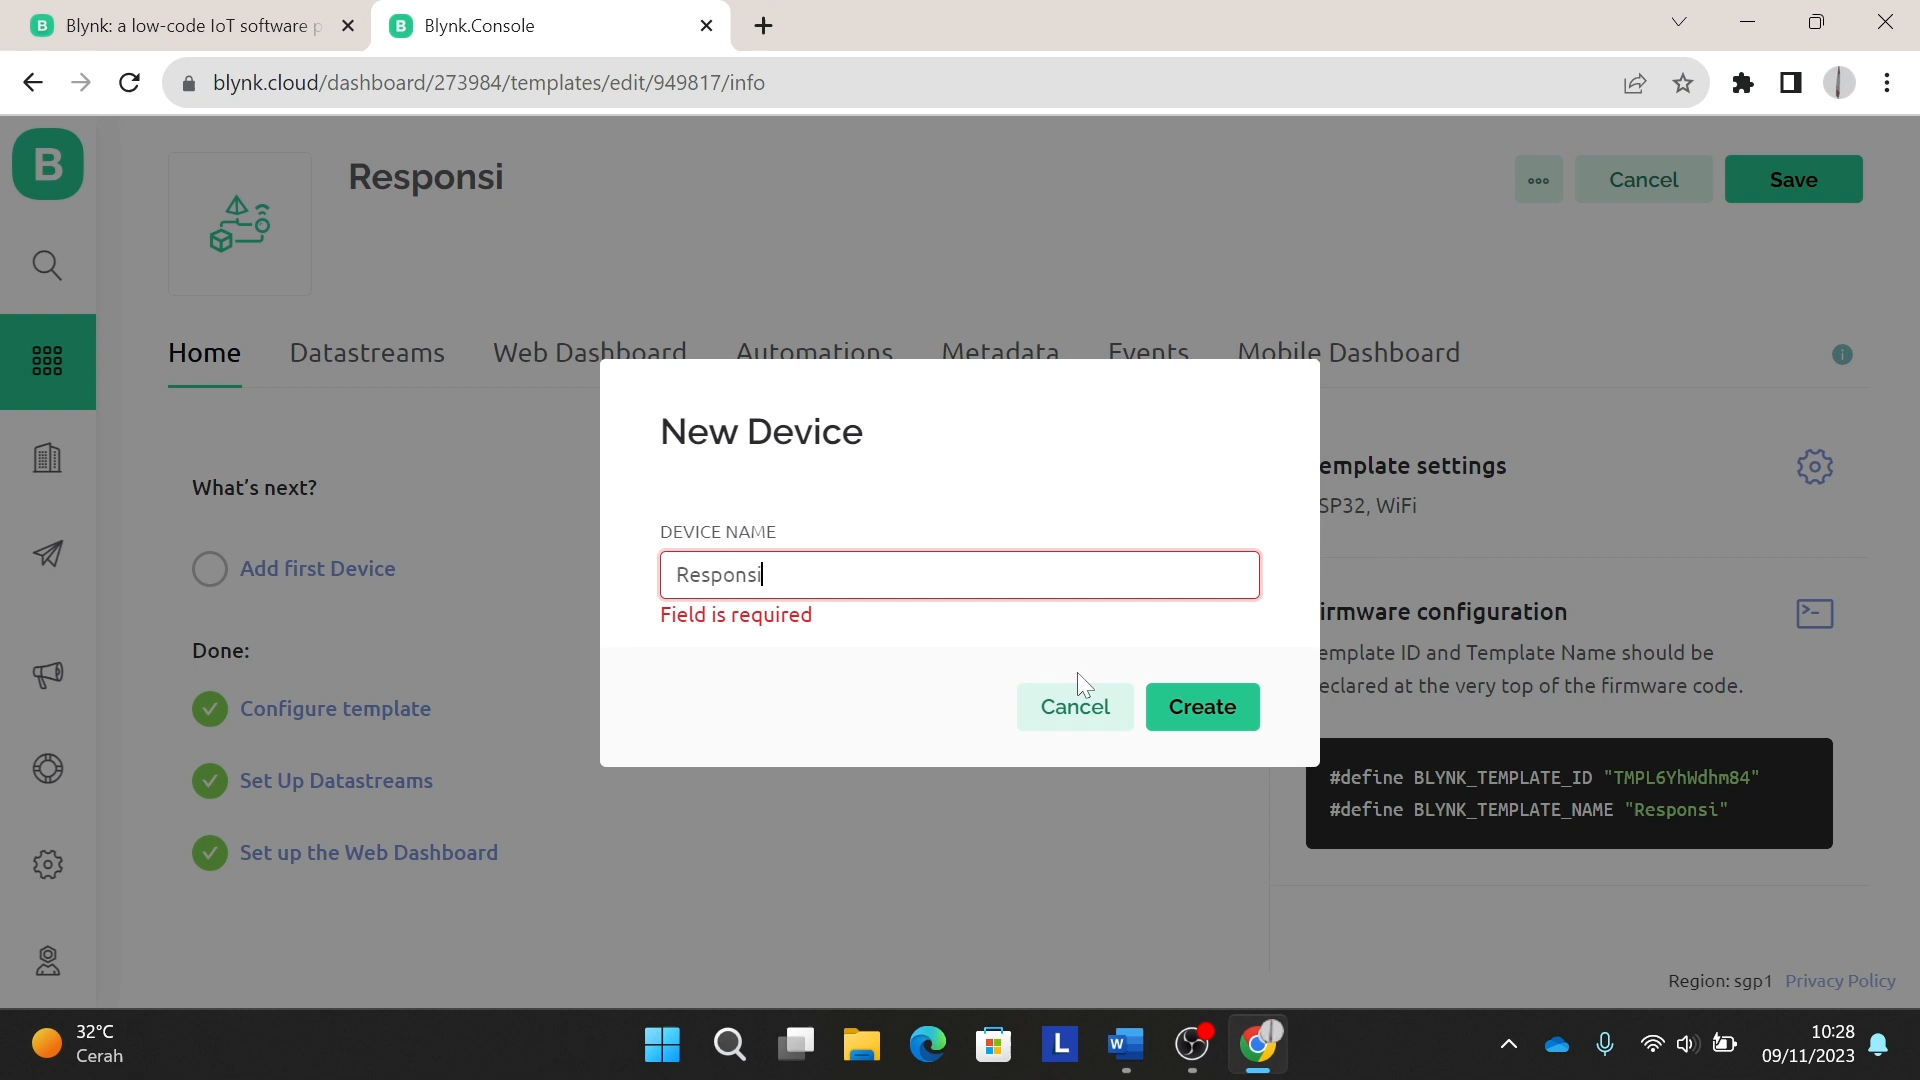 B Blynk: a low-code IoT software p
B Blynk.Console
blynk.cloud/dashboard/273984/templates/edit/949817/info
B
Responsi
Cancel
Save
Home
Datastreams
Web Dashboard
Automations
Metadata
Events
Mobile Dashboard
What's next?
Add first Device
Done:
Configure template
Set Up Datastreams
Set up the Web Dashboard
New Device
DEVICE NAME
Responsi
Field is required
Cancel
Create
emplate settings
SP32, WiFi
irmware configuration
emplate ID and Template Name should be
eclared at the very top of the firmware code.
#define BLYNK_TEMPLATE_ID "TMPL6YhWdhm84"
#define BLYNK_TEMPLATE_NAME "Responsi"
Region: sgp1 Privacy Policy
32°C
Cerah
L
W
10:28
09/11/2023